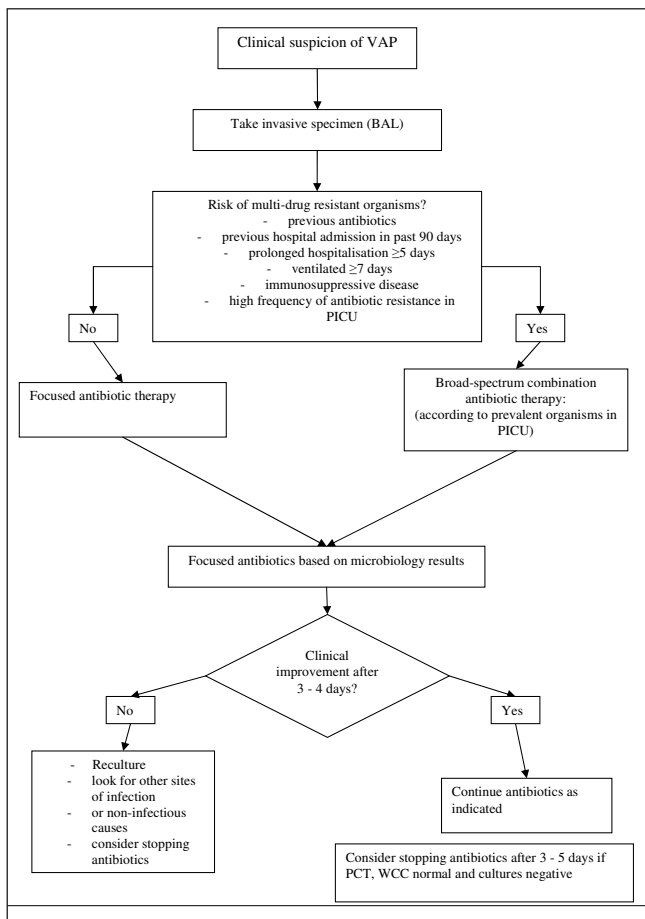 Clinical suspicion of VAP
Take invasive specimen (BAL)
Risk of multi-drug resistant organisms?
- previous antibiotics
- previous hospital admission in past 90 days
- prolonged hospitalisation ≥5 days
- ventilated ≥7 days
- immunosuppressive disease
- high frequency of antibiotic resistance in
PICU
No
Yes
Focused antibiotic therapy
Broad-spectrum combination
antibiotic therapy:
(according to prevalent organisms in
PICU)
Focused antibiotics based on microbiology results
Clinical
improvement after
3 - 4 days?
No
Yes
- Reculture
- look for other sites
of infection
- or non-infectious
causes
- consider stopping
antibiotics
Continue antibiotics as
indicated
Consider stopping antibiotics after 3 - 5 days if
PCT, WCC normal and cultures negative